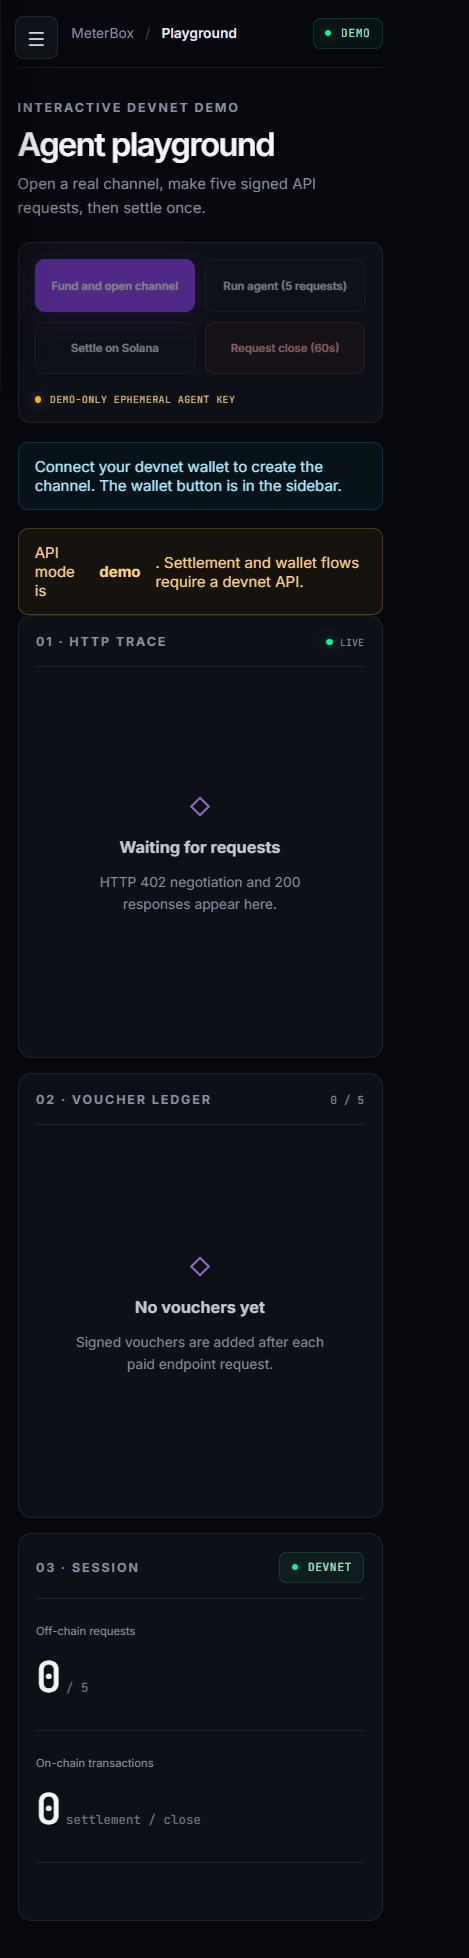 MeterBox / Playground
DEMO
INTERACTIVE DEVNET DEMO
Agent playground
Open a real channel, make five signed API
requests, then settle once.
Fund and open channel
Run agent (5 requests)
Settle on Solana
Request close (60s)
DEMO-ONLY EPHEMERAL AGENT KEY
Connect your devnet wallet to create the
channel. The wallet button is in the sidebar.
API
mode
is
demo
. Settlement and wallet flows
require a devnet API.
01 · HTTP TRACE
LIVE
Waiting for requests
HTTP 402 negotiation and 200
responses appear here.
02 · VOUCHER LEDGER
0 / 5
No vouchers yet
Signed vouchers are added after each
paid endpoint request.
03 · SESSION
DEVNET
Off-chain requests
0 / 5
On-chain transactions
0 settlement / close